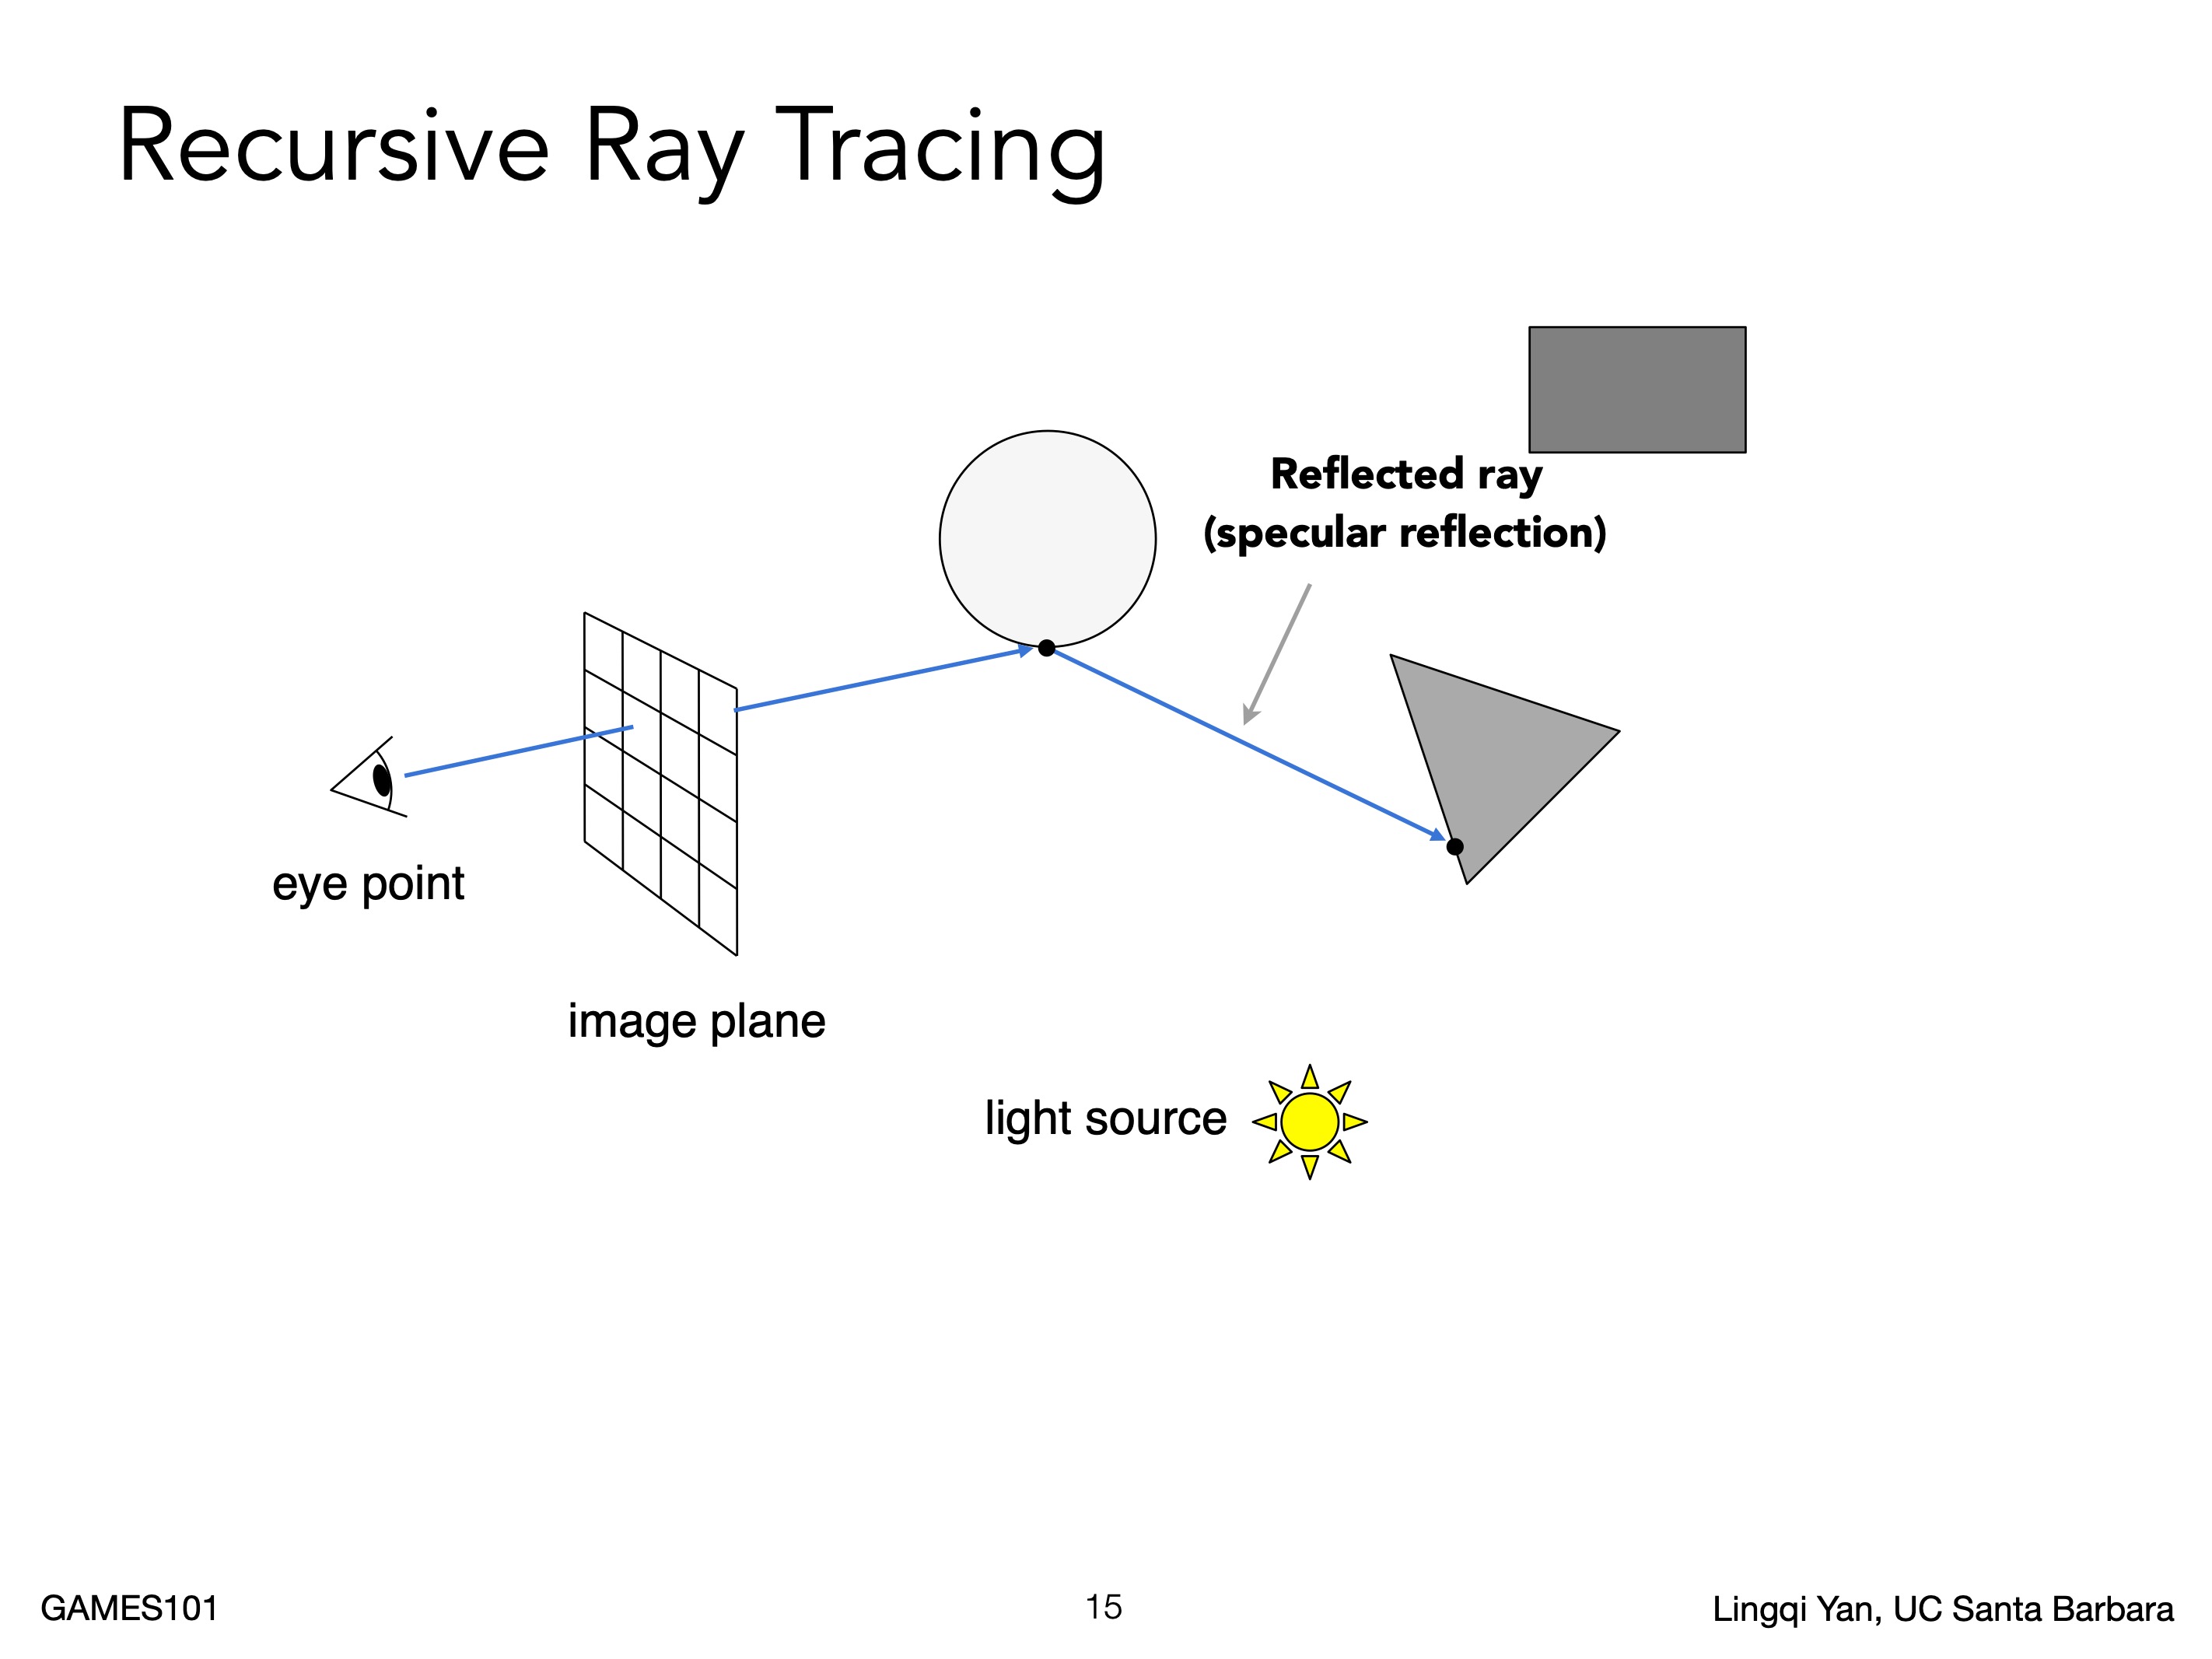 Recursive Ray Tracing
Reflected ray
(specular reflection)
eye point
image plane
light source
GAMES101
15
Lingqi Yan, UC Santa Barbara